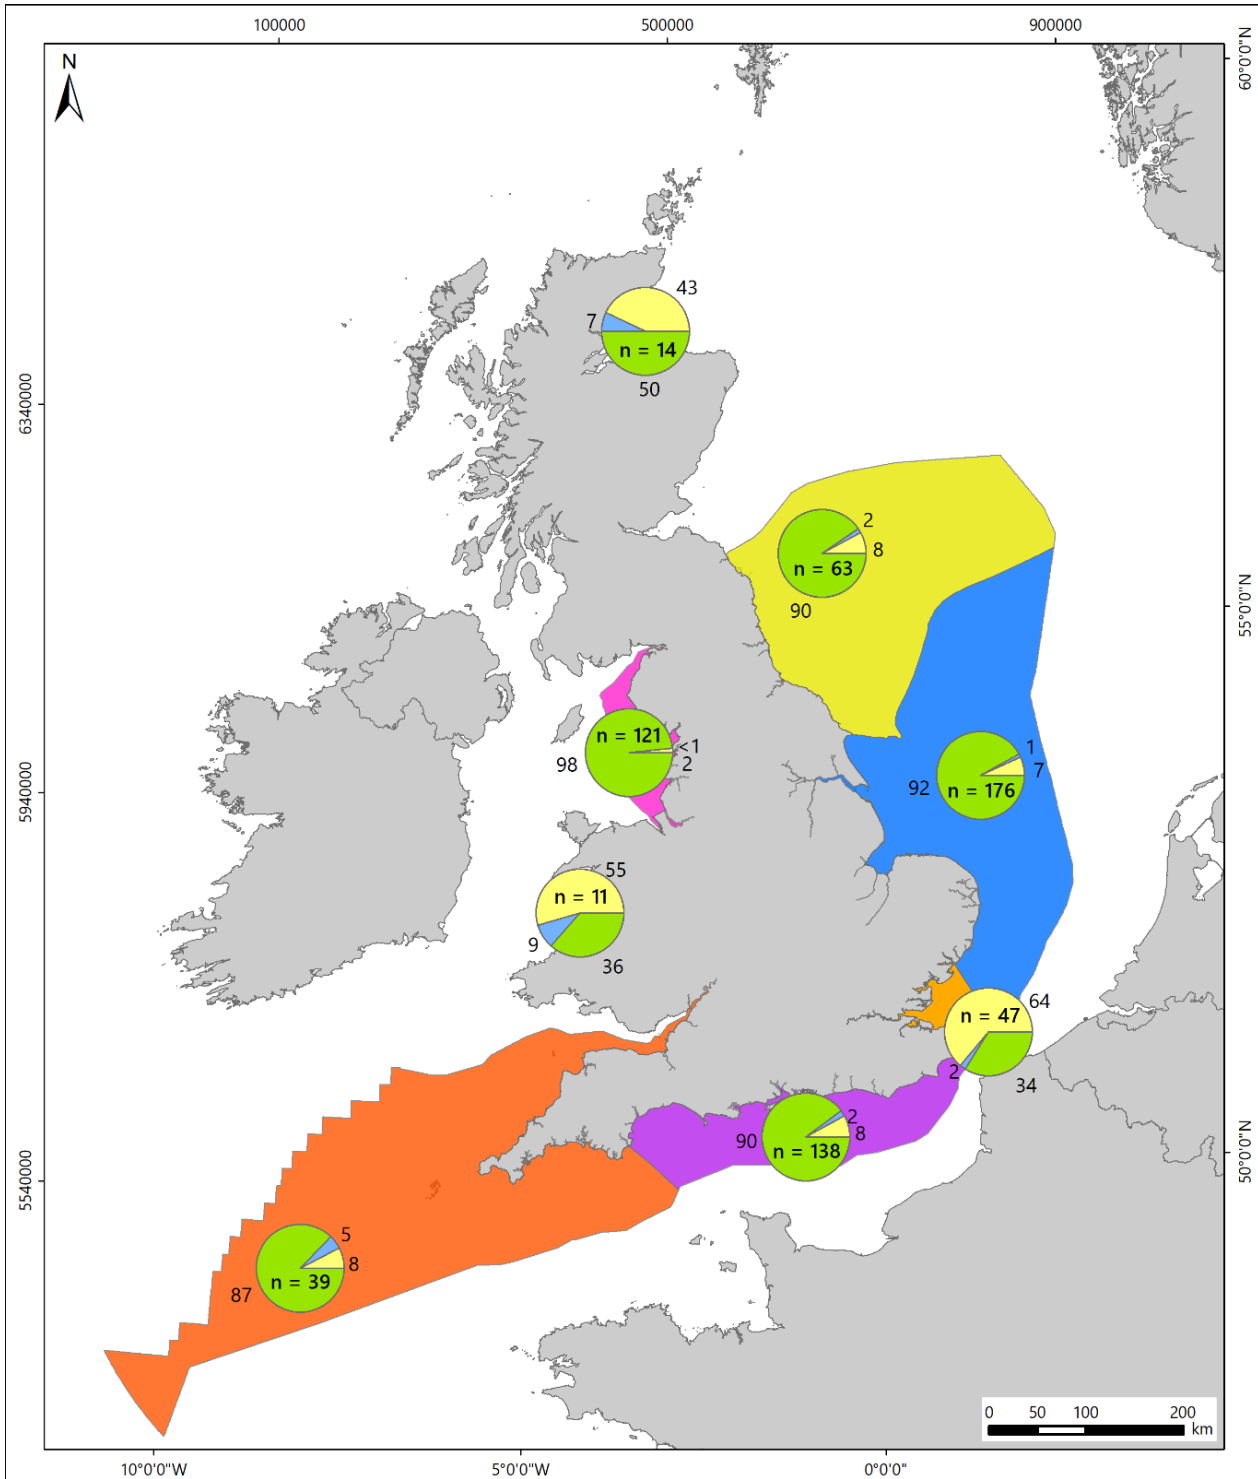 100000 500000 900000
N
60°0'0"N
43
7
n = 14
50
6340000
2
8
n = 63
90
55°0'0"N
n = 121
<1
98
2
1
7
92
n = 176
5940000
55
n = 11
9
36
64
n = 47
2
34
2
90
8
n = 138
50°0'0"N
5540000
5
8
n = 39
87
0 50 100 200
km
10°0'0"W 5°0'0"W 0°0'0"